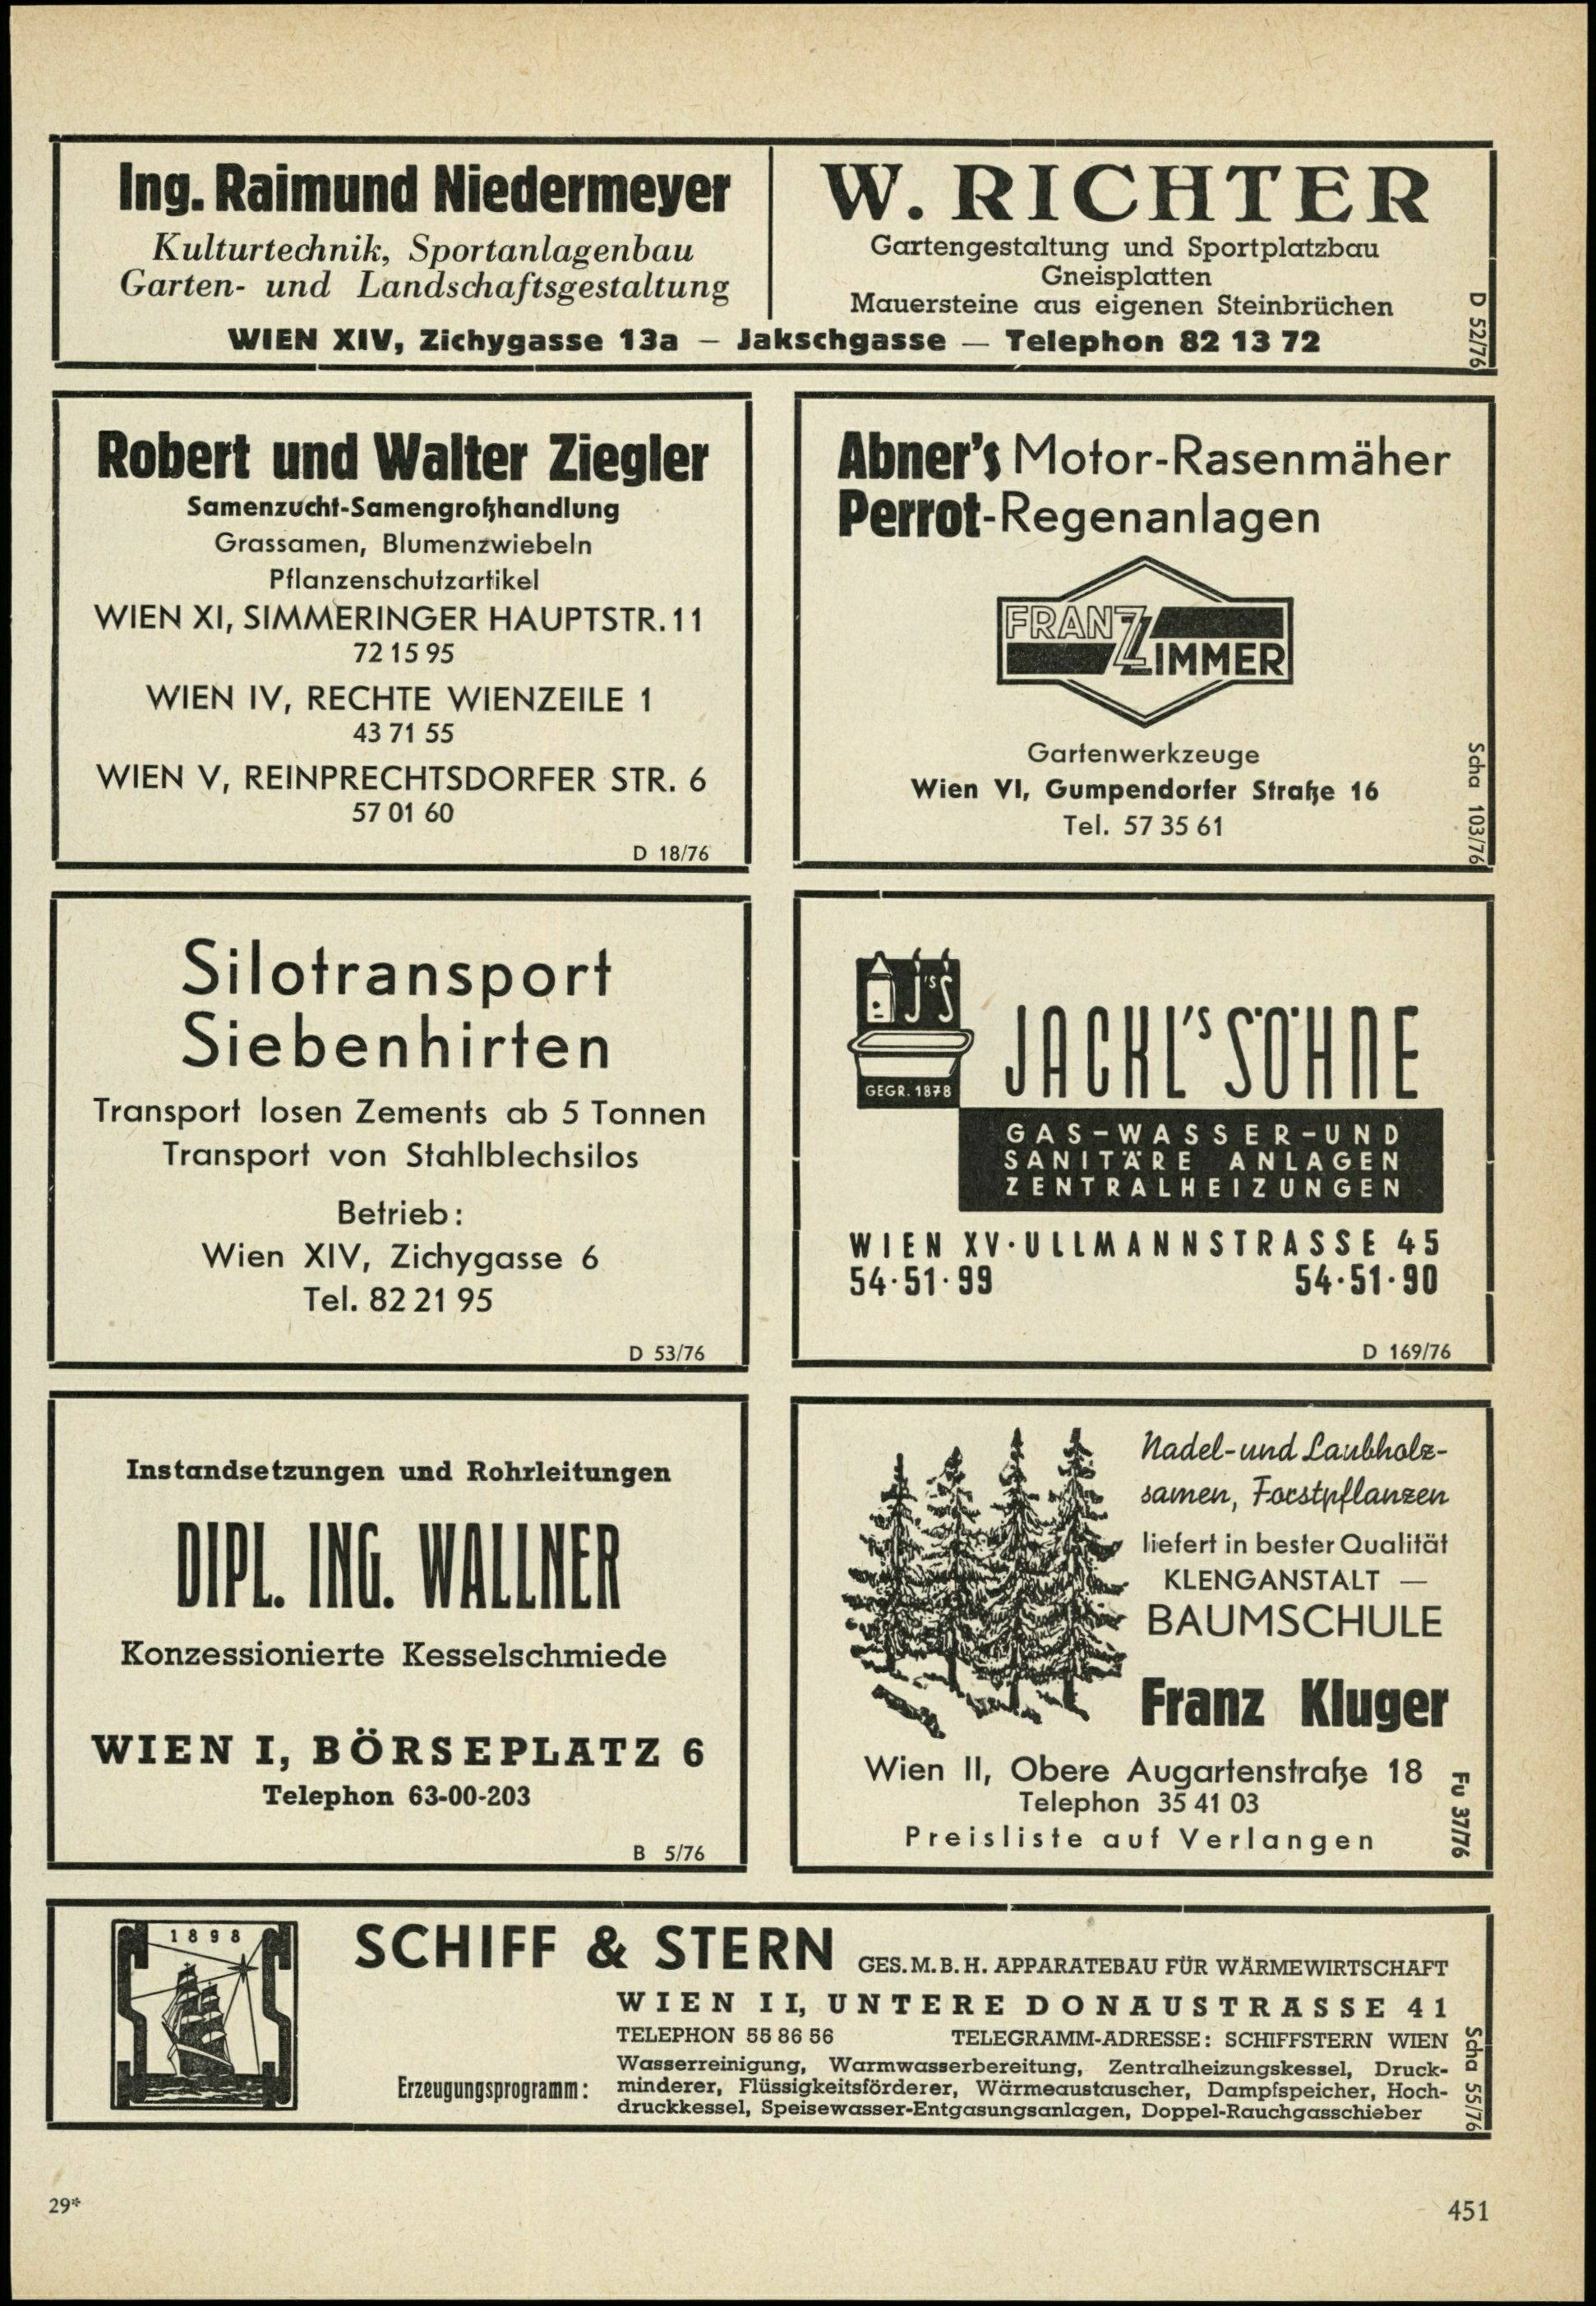 Ing. Raimund Niedermeyer
Kulturtechnik, Sportanlagenbau
Garten- und Landschaftsgestaltung
W. RICHTER
Gartengestaltung und Sportplatzbau
Gneisplatten
Mauersteine aus eigenen Steinbrüchen
WIEN XIV, Zichygasse 13a – Jakschgasse – Telephon 82 13 72
D 52/76
Robert und Walter Ziegler
Samenzucht-Samengroßhandlung
Grassamen, Blumenzwiebeln
Pflanzenschutzartikel
WIEN XI, SIMMERINGER HAUPTSTR. 11
72 15 95
WIEN IV, RECHTE WIENZEILE 1
43 71 55
WIEN V, REINPRECHTSDORFER STR. 6
57 01 60
D 18/76
Abner's Motor-Rasenmäher
Perrot-Regenanlagen
FRANZ
ZIMMER
Gartenwerkzeuge
Wien VI, Gumpendorfer Straße 16
Tel. 57 35 61
Scha 103/76
Silotransport
Siebenhirten
Transport losen Zements ab 5 Tonnen
Transport von Stahlblechsilos
Betrieb:
Wien XIV, Zichygasse 6
Tel. 82 21 95
D 53/76
J'sS
GEGR. 1878
JACKL'S SÖHNE
GAS-WASSER-UND
SANITÄRE ANLAGEN
ZENTRALHEIZUNGEN
WIEN XV·ULLMANNSTRASSE 45
54·51·99 54·51·90
D 169/76
Instandsetzungen und Rohrleitungen
DIPL. ING. WALLNER
Konzessionierte Kesselschmiede
WIEN I, BÖRSEPLATZ 6
Telephon 63-00-203
B 5/76
Nadel-und Laubholz-
samen, Forstpflanzen
liefert in bester Qualität
KLENGANSTALT —
BAUMSCHULE
Franz Kluger
Wien II, Obere Augartenstraße 18
Telephon 35 41 03
Preisliste auf Verlangen
Fu 37/76
1898
SCHIFF & STERN GES.M.B.H. APPARATEBAU FÜR WÄRMEWIRTSCHAFT
WIEN II, UNTERE DONAUSTRASSE 41
TELEPHON 55 86 56 TELEGRAMM-ADRESSE: SCHIFFSTERN WIEN
Erzeugungsprogramm:
Wasserreinigung, Warmwasserbereitung, Zentralheizungskessel, Druck-
minderer, Flüssigkeitsförderer, Wärmeaustauscher, Dampfspeicher, Hoch-
druckkessel, Speisewasser-Entgasungsanlagen, Doppel-Rauchgasschieber
Scha 55/76
29*
451